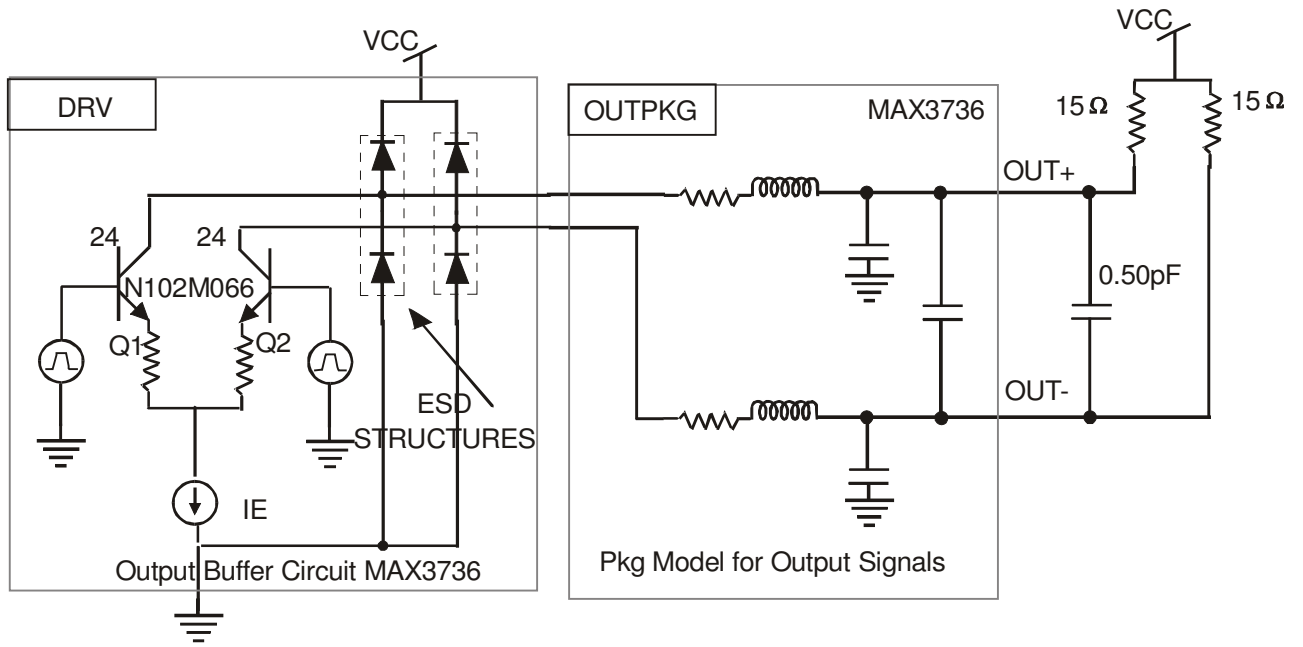 VCC
VCC
DRV
OUTPKG
MAX3736
15Ω
15Ω
OUT+
24
24
N102M066
0.50pF
Q1
Q2
ESD
STRUCTURES
OUT-
IE
Output Buffer Circuit MAX3736
Pkg Model for Output Signals